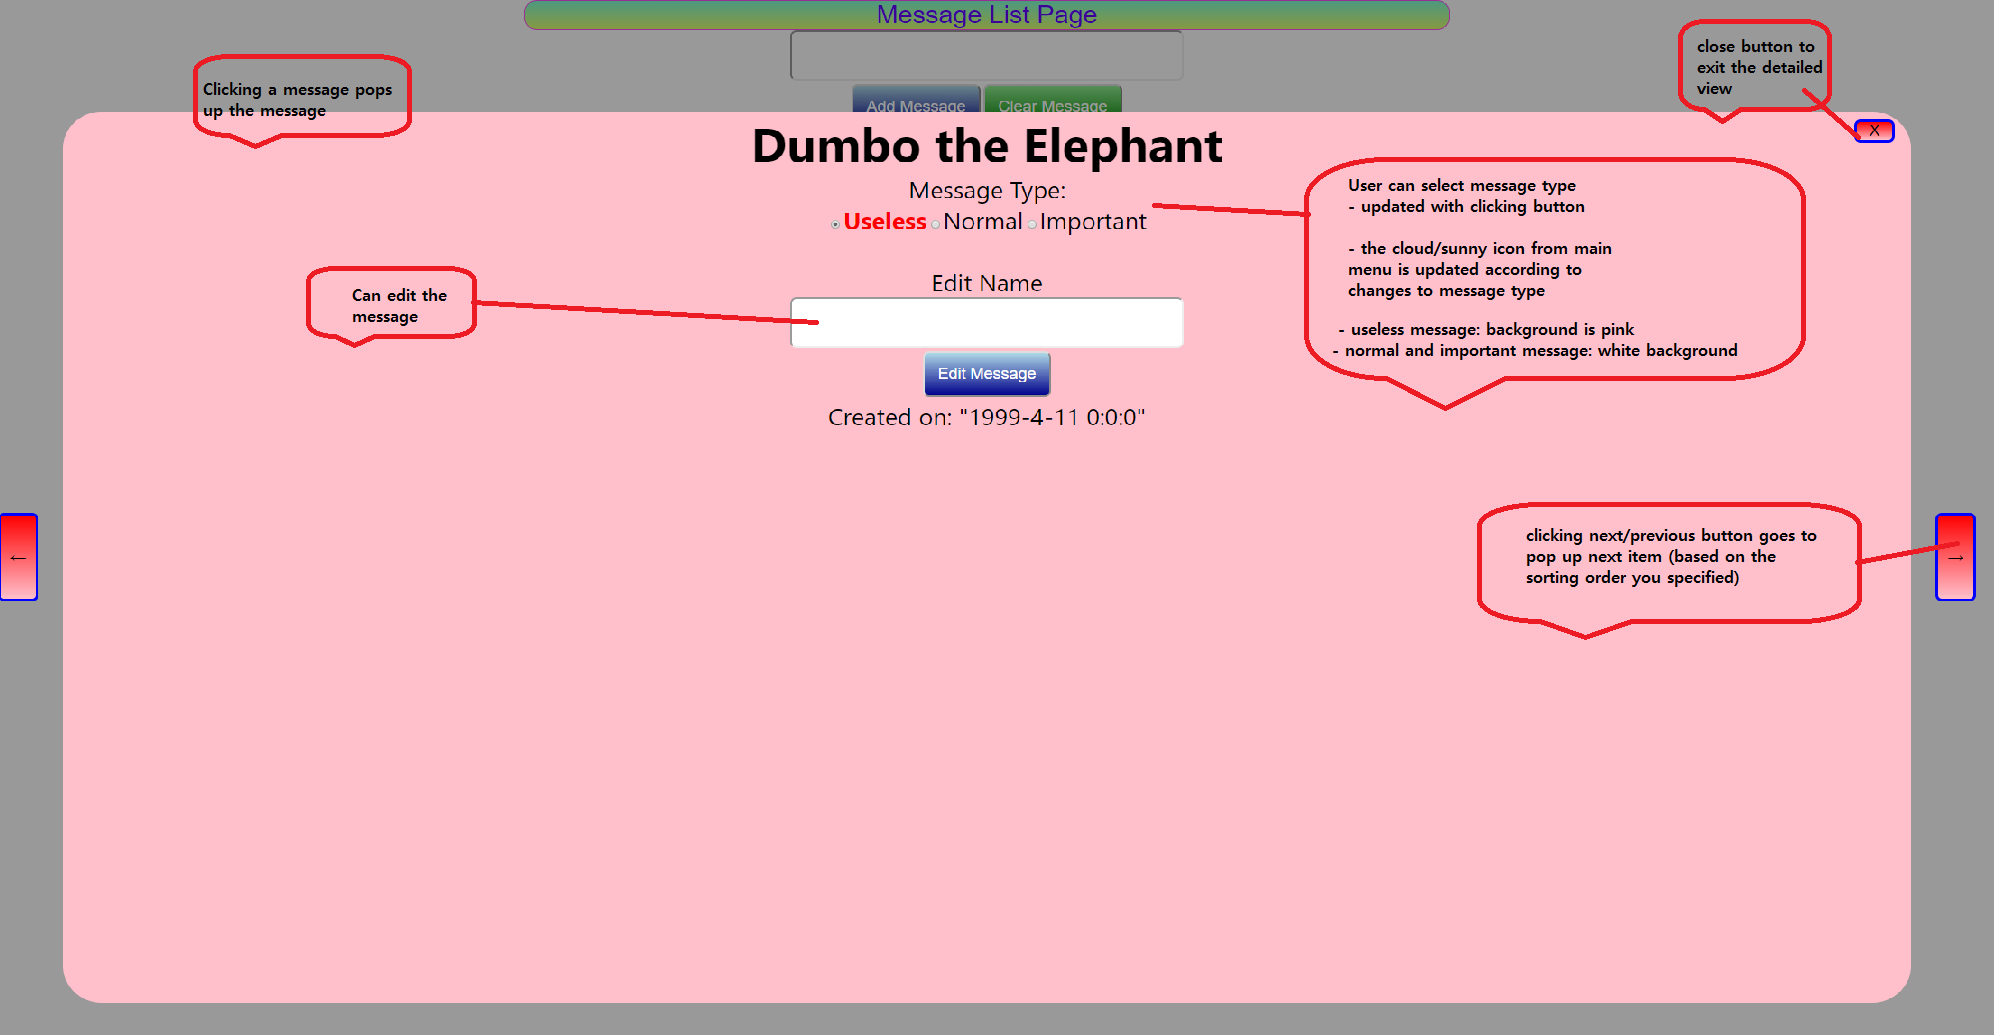 Message List Page
Add Message Clear Message
Clicking a message pops
up the message
close button to
exit the detailed
view
X
Dumbo the Elephant
Message Type:
Useless Normal Important
User can select message type
- updated with clicking button
- the cloud/sunny icon from main
menu is updated according to
changes to message type
- useless message: background is pink
- normal and important message: white background
Can edit the
message
Edit Name
Edit Message
Created on: "1999-4-11 0:0:0"
←
clicking next/previous button goes to
pop up next item (based on the
sorting order you specified)
→